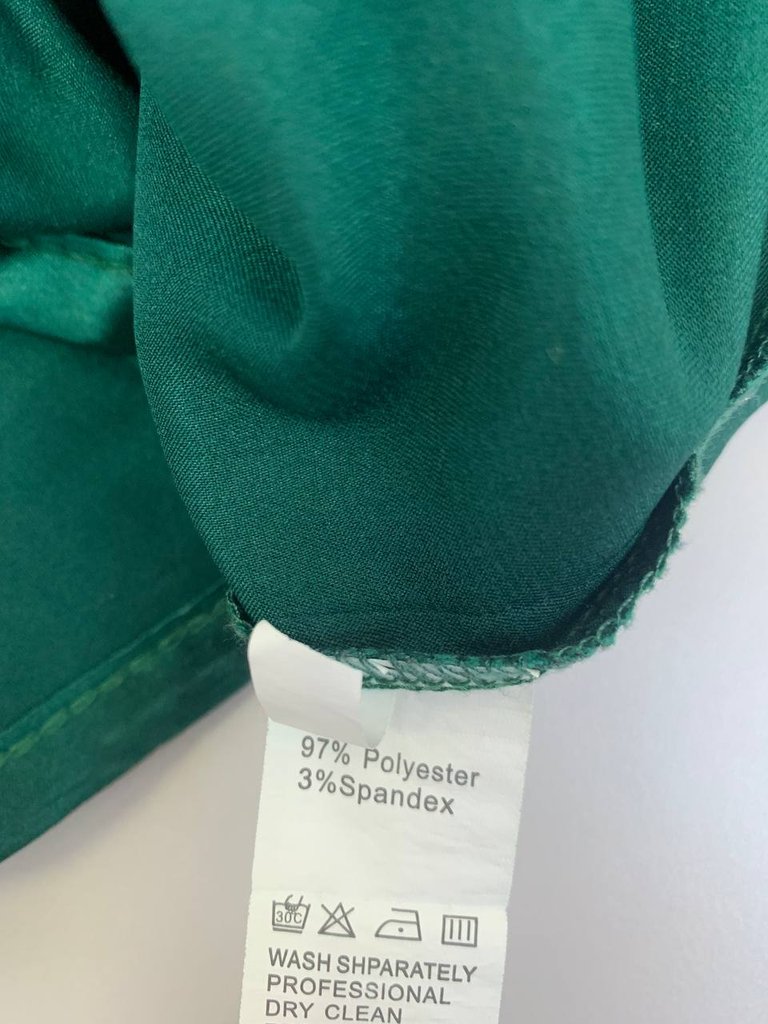 97% Polyester
3%Spandex
30C
WASH SHPARATELY
PROFESSIONAL
DRY CLEAN